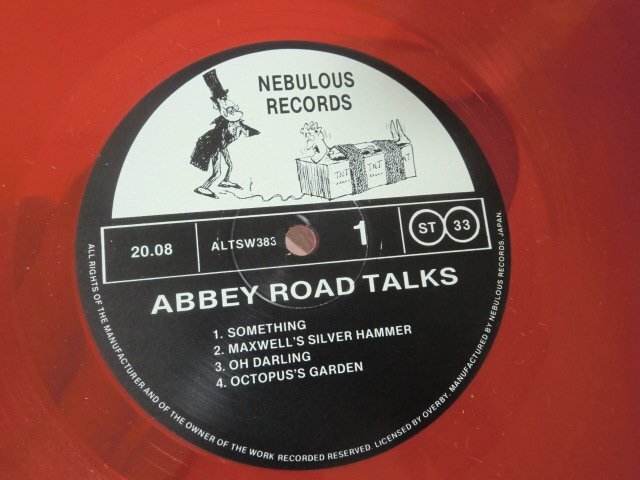 NEBULOUS
RECORDS
TNT
TNT
TNT
20.08
ALTSW383
1
ST
33
ABBEY ROAD TALKS
1. SOMETHING
2. MAXWELL'S SILVER HAMMER
3. OH DARLING
4. OCTOPUS'S GARDEN
ALL RIGHTS OF THE MANUFACTURER AND OF THE OWNER OF THE WORK RECORDED RESERVED. LICENSED BY OVERBY. MANUFACTURED BY NEBULOUS RECORDS. JAPAN.